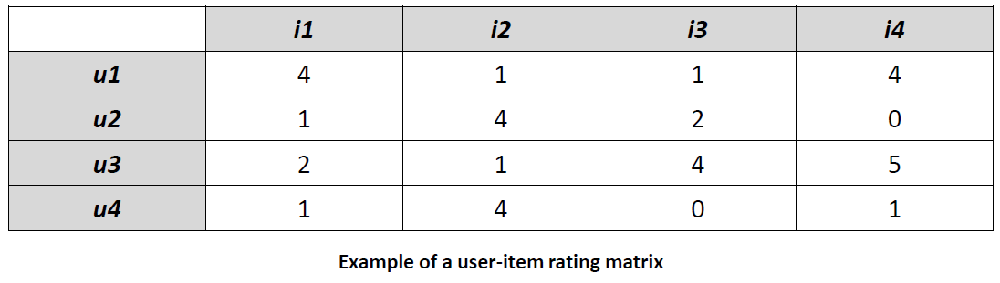 i1 i2 i3 i4
u1 4 1 1 4
u2 1 4 2 0
u3 2 1 4 5
u4 1 4 0 1
Example of a user-item rating matrix